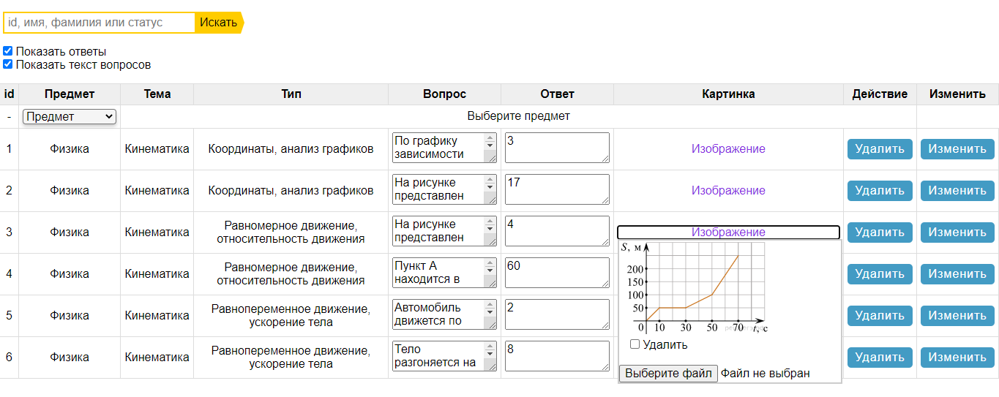 id, имя, фамилия или статус Искать
Показать ответы
Показать текст вопросов
id Предмет Тема Тип Вопрос Ответ Картинка Действие Изменить
- Предмет Выберите предмет
1 Физика Кинематика Координаты, анализ графиков По графику зависимости 3 Изображение Удалить Изменить
2 Физика Кинематика Координаты, анализ графиков На рисунке представлен 17 Изображение Удалить Изменить
3 Физика Кинематика Равномерное движение, относительность движения На рисунке представлен 4 Изображение Удалить Изменить
4 Физика Кинематика Равномерное движение, относительность движения Пункт А находится в 60 Удалить Изменить
5 Физика Кинематика Равнопеременное движение, ускорение тела Автомобиль движется по 2 Удалить Изменить
6 Физика Кинематика Равнопеременное движение, ускорение тела Тело разгоняется на 8 Удалить Изменить
S, м
200
150
100
50
0 10 30 50 70 t, с
Удалить
Выберите файл Файл не выбран